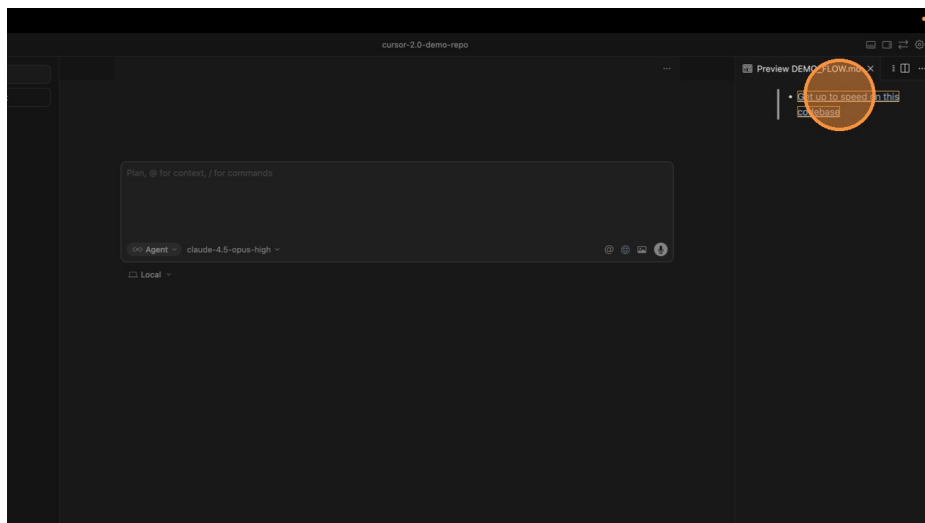 cursor-2.0-demo-repo
Preview DEMO_FLOW.md
Get up to speed on this
codebase
Plan, @ for context, / for commands
Agent
claude-4.5-opus-high
Local